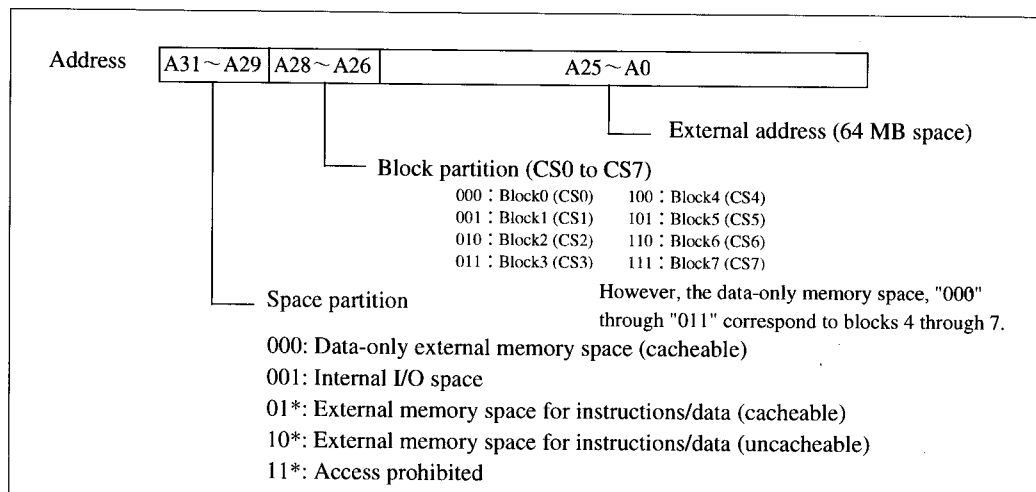 Address A31～A29 A28～A26 A25～A0
External address (64 MB space)
Block partition (CS0 to CS7)
000：Block0 (CS0) 100：Block4 (CS4)
001：Block1 (CS1) 101：Block5 (CS5)
010：Block2 (CS2) 110：Block6 (CS6)
011：Block3 (CS3) 111：Block7 (CS7)
However, the data-only memory space, "000"
through "011" correspond to blocks 4 through 7.
Space partition
000: Data-only external memory space (cacheable)
001: Internal I/O space
01*: External memory space for instructions/data (cacheable)
10*: External memory space for instructions/data (uncacheable)
11*: Access prohibited